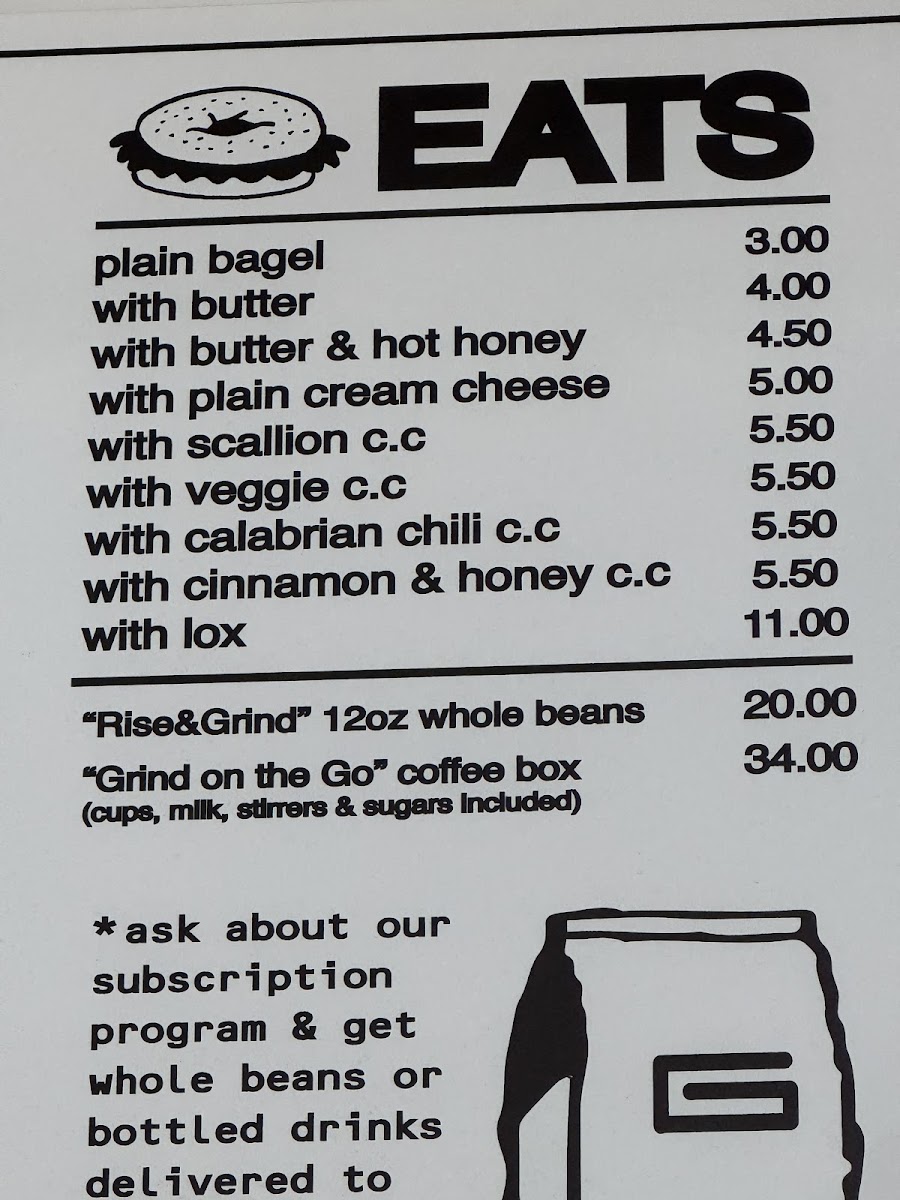 EATS
plain bagel 3.00
with butter 4.00
with butter & hot honey 4.50
with plain cream cheese 5.00
with scallion c.c 5.50
with veggie c.c 5.50
with calabrian chili c.c 5.50
with cinnamon & honey c.c 5.50
with lox 11.00
“Rise&Grind” 12oz whole beans 20.00
“Grind on the Go” coffee box 34.00
(cups, milk, stirrers & sugars included)
*ask about our
subscription
program & get
whole beans or
bottled drinks
delivered to
G